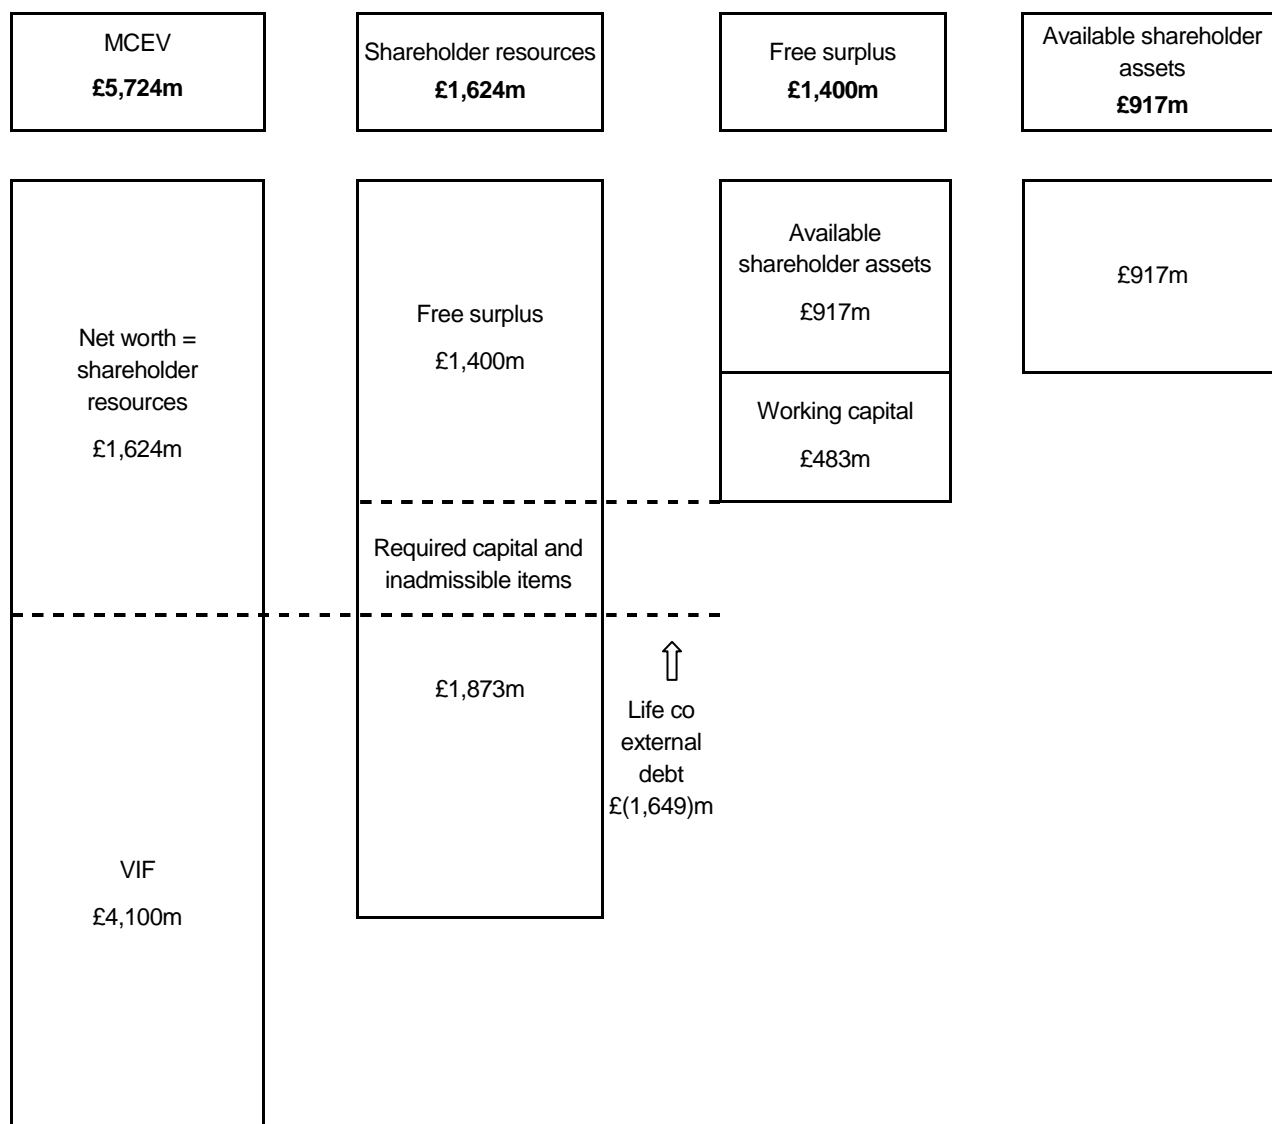 MCEV
£5,724m
Shareholder resources
£1,624m
Free surplus
£1,400m
Available shareholder
assets
£917m
Net worth =
shareholder
resources
£1,624m
VIF
£4,100m
Free surplus
£1,400m
Required capital and
inadmissible items
£1,873m
Life co
external
debt
£(1,649)m
Available
shareholder assets
£917m
Working capital
£483m
£917m